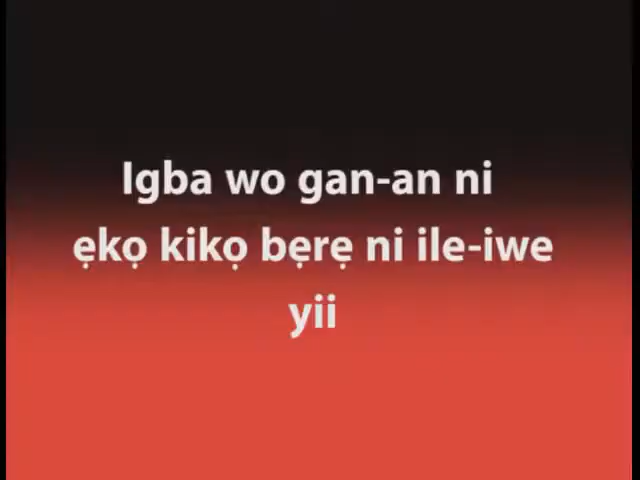 Igba wo gan-an ni
ẹkọ kikọ bẹrẹ ni ile-iwe
yii